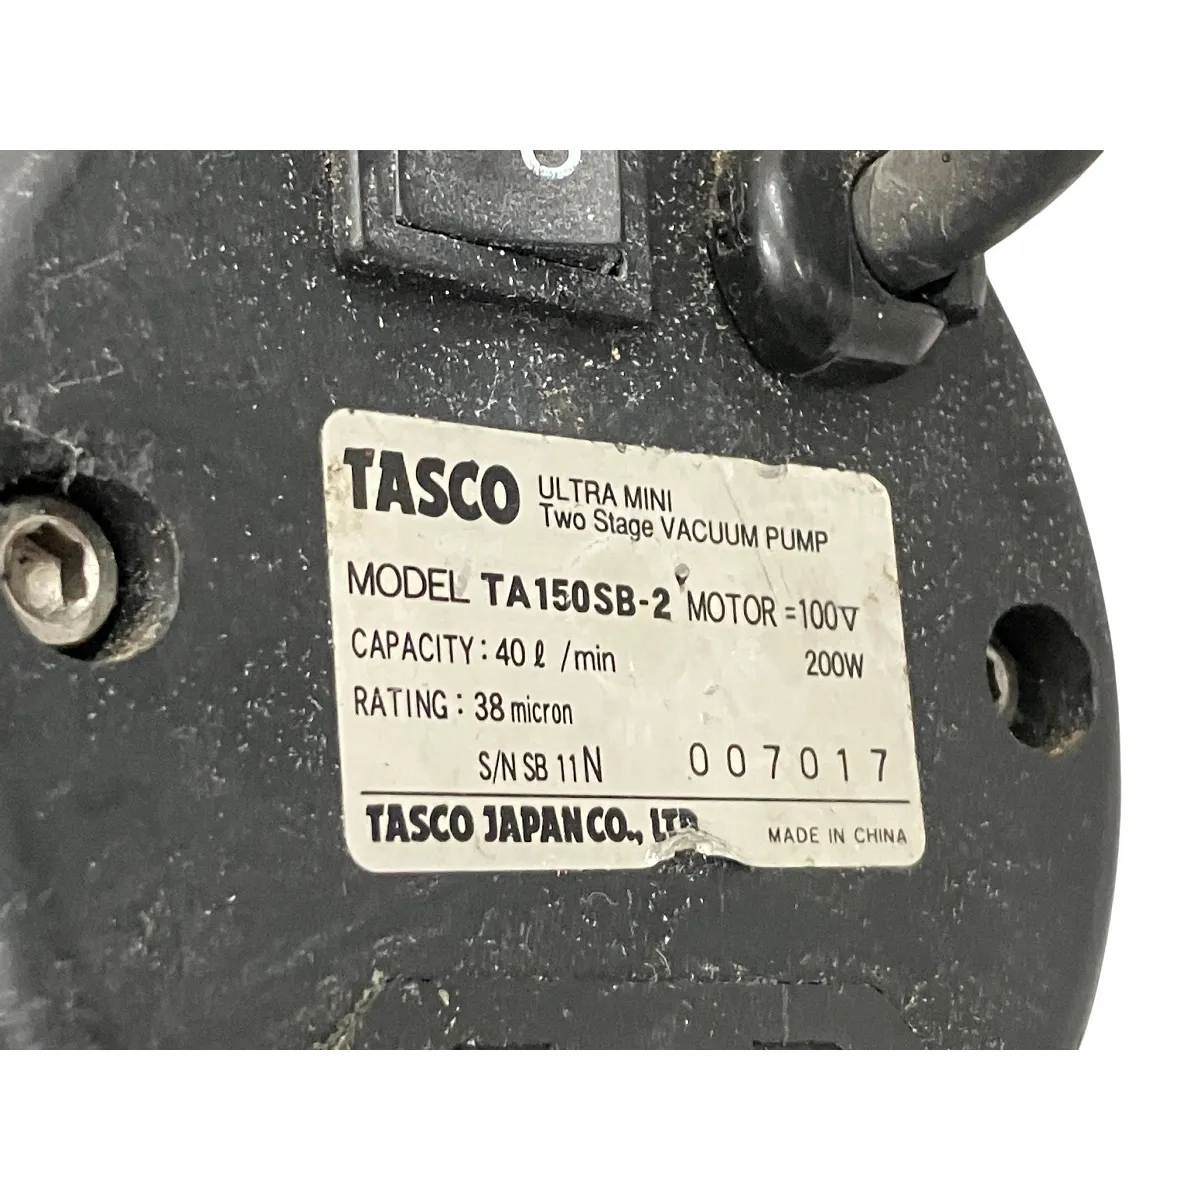 TASCO ULTRA MINI
Two Stage VACUUM PUMP
MODEL TA150SB-2 MOTOR=100V
CAPACITY: 40ℓ/min 200W
RATING: 38 micron
S/N SB 11N 007017
TASCO JAPAN CO., LTD.
MADE IN CHINA